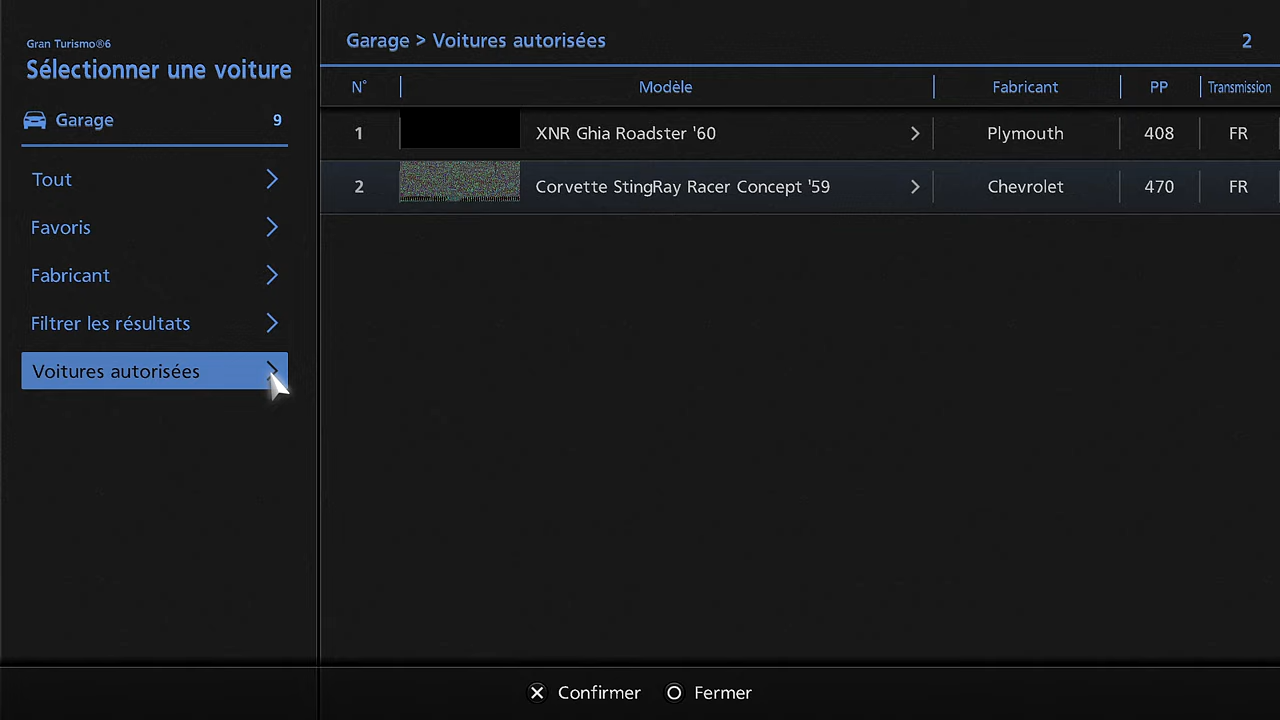 Gran Turismo®6
Sélectionner une voiture
Garage 9
Tout
Favoris
Fabricant
Filtrer les résultats
Voitures autorisées
Garage > Voitures autorisées 2
N° Modèle Fabricant PP Transmission
1 XNR Ghia Roadster '60 Plymouth 408 FR
2 Corvette StingRay Racer Concept '59 Chevrolet 470 FR
Confirmer Fermer